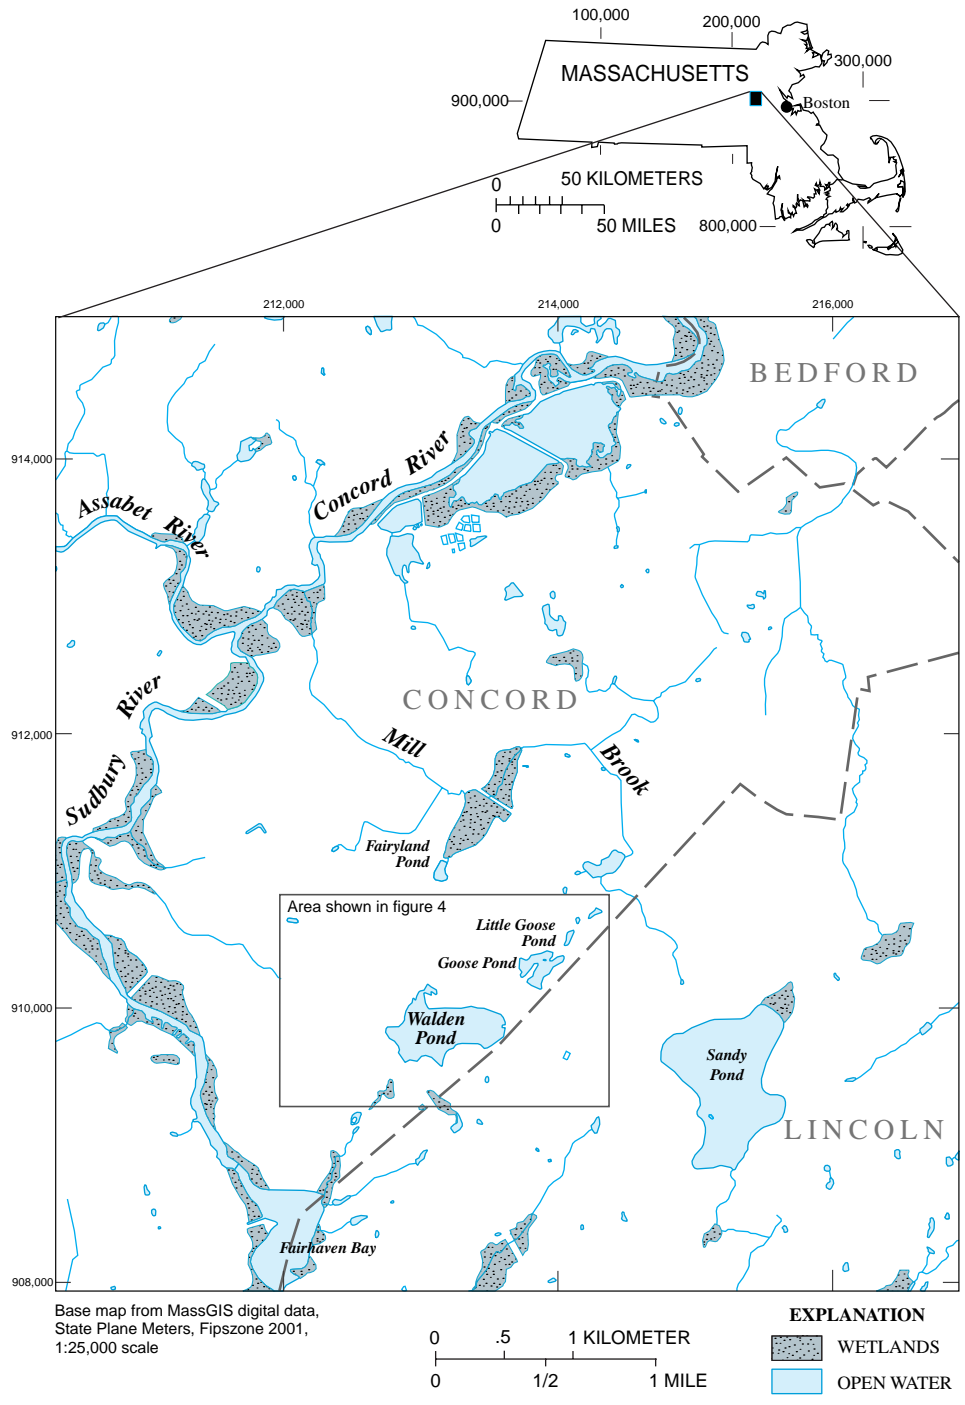 100,000
200,000
300,000
MASSACHUSETTS
900,000
Boston
0
50 KILOMETERS
0
50 MILES
800,000
212,000
214,000
216,000
BEDFORD
914,000
Concord River
Assabet River
CONCORD
River
Sudbury
912,000
Mill
Brook
Fairyland
Pond
Area shown in figure 4
Little Goose
Pond
Goose Pond
910,000
Walden
Pond
Sandy
Pond
LINCOLN
Fairhaven Bay
908,000
Base map from MassGIS digital data,
State Plane Meters, Fipszone 2001,
1:25,000 scale
0 .5 1 KILOMETER
0 1/2 1 MILE
EXPLANATION
WETLANDS
OPEN WATER